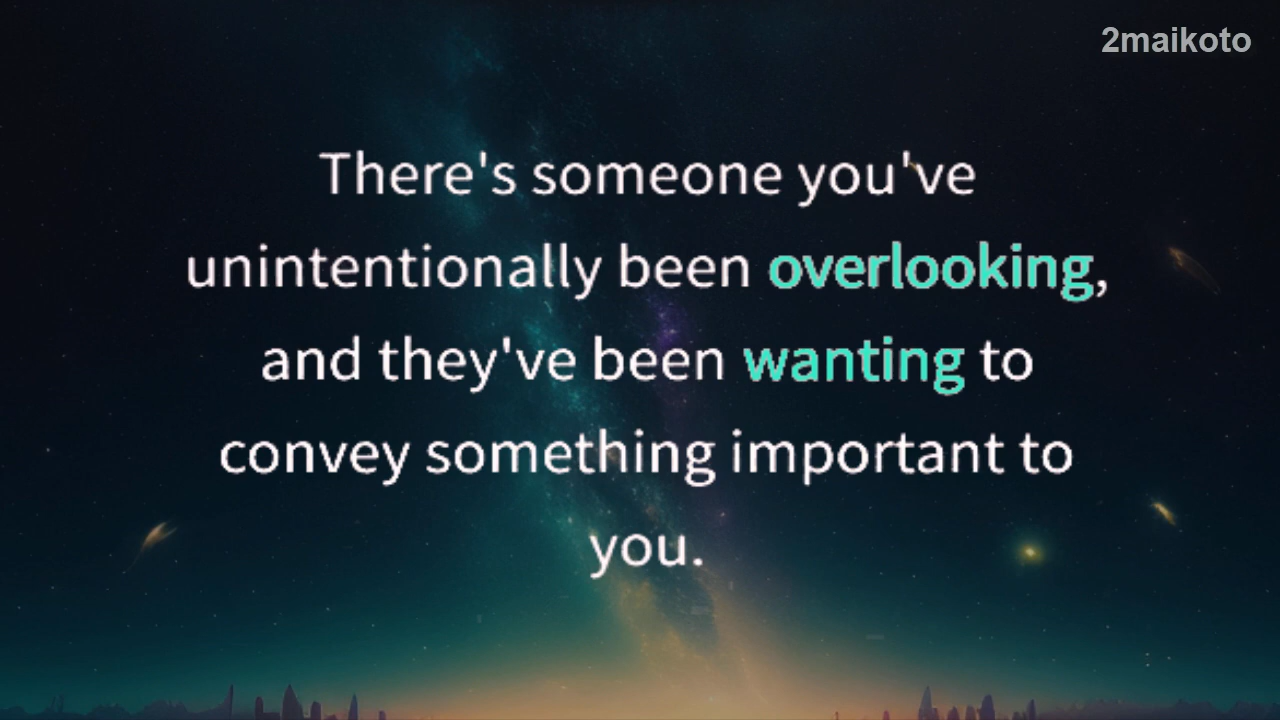 2maikoto
There's someone you've
unintentionally been overlooking,
and they've been wanting to
convey something important to
you.